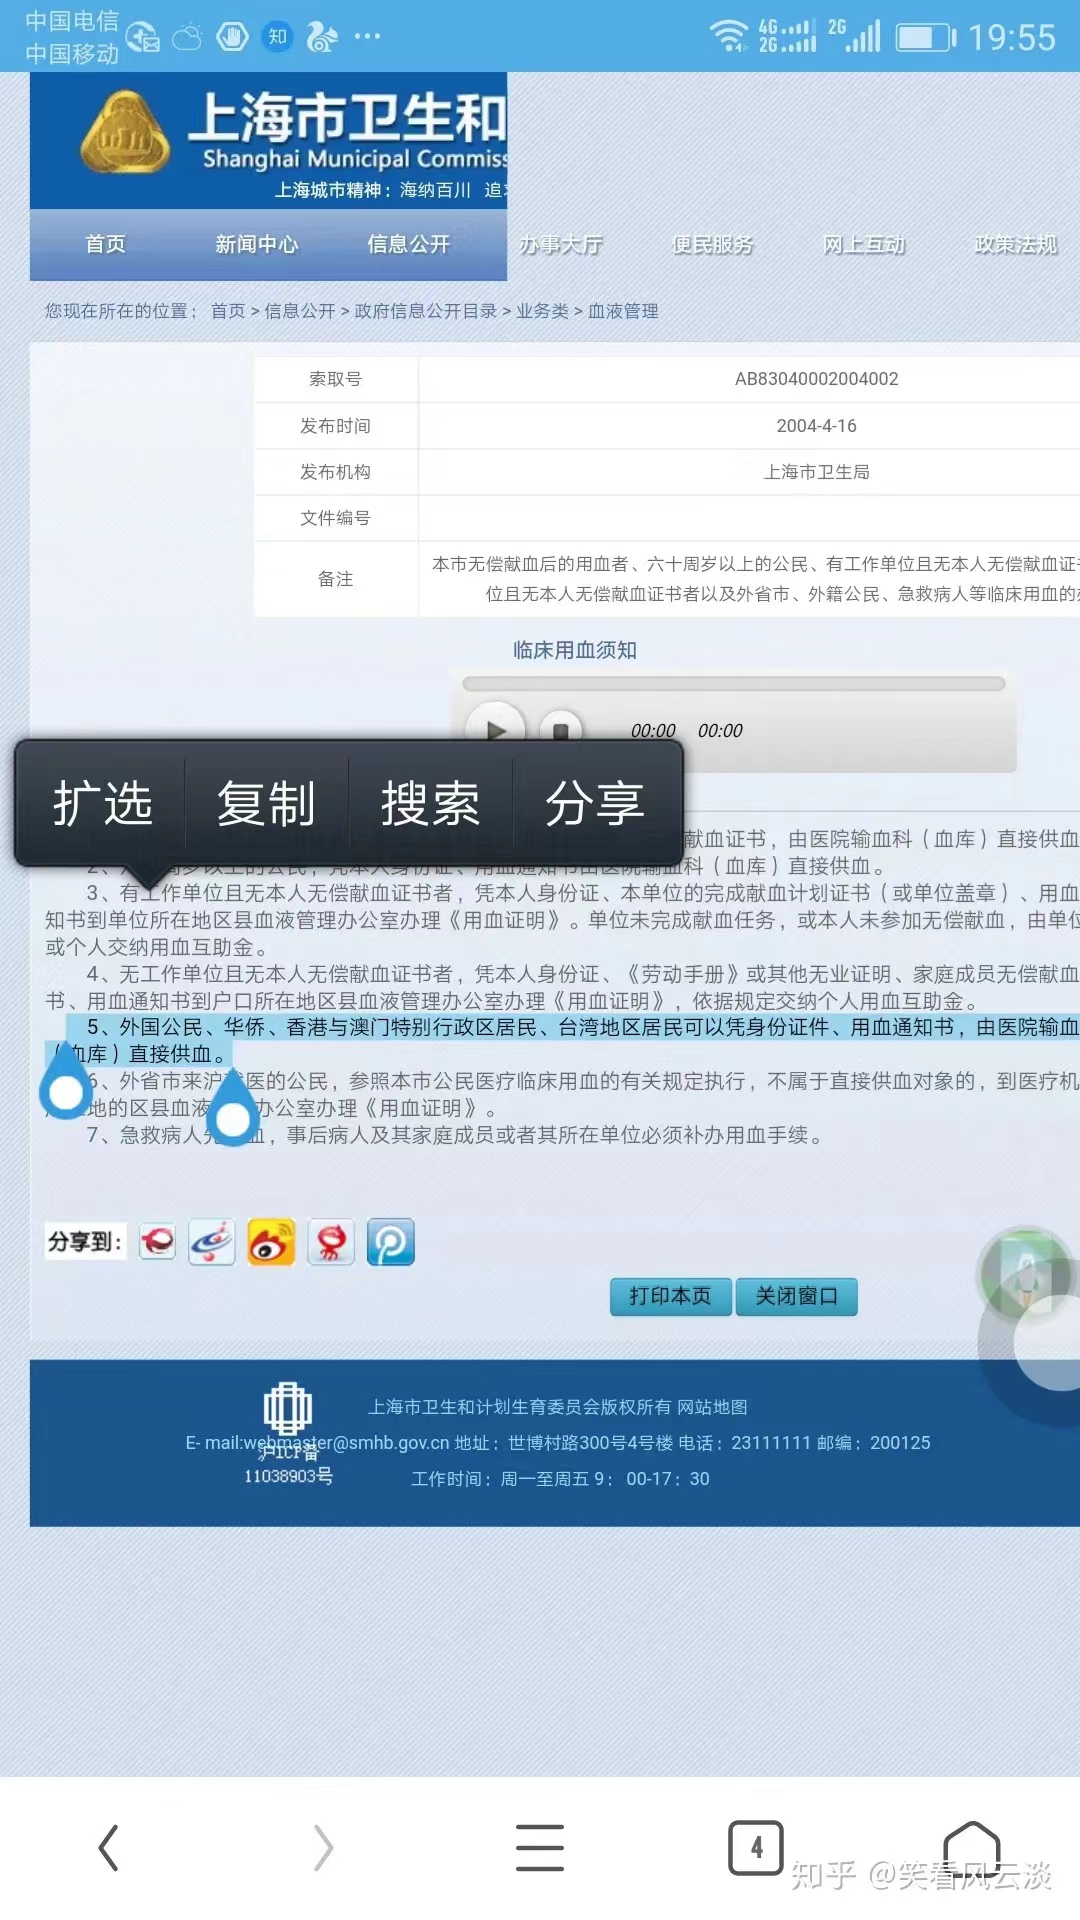 中国电信
中国移动
知
4G
2G
2G
19:55
上海市卫生和
Shanghai Municipal Commiss
上海城市精神：海纳百川 追
首页 新闻中心 信息公开 办事大厅 便民服务 网上互动 政策法规
您现在所在的位置： 首页 > 信息公开 > 政府信息公开目录 > 业务类 > 血液管理
索取号 AB83040002004002
发布时间 2004-4-16
发布机构 上海市卫生局
文件编号
备注 本市无偿献血后的用血者、六十周岁以上的公民、有工作单位且无本人无偿献血证
位且无本人无偿献血证书者以及外省市、外籍公民、急救病人等临床用血的
临床用血须知
00:00 00:00
扩选 复制 搜索 分享
献血证书，由医院输血科（血库）直接供血
2、 周岁以上的公民，凭本人身份证、用血通知书由医院输血科（血库）直接供血。
3、有工作单位且无本人无偿献血证书者，凭本人身份证、本单位的完成献血计划证书（或单位盖章）、用血
知书到单位所在地区县血液管理办公室办理《用血证明》。单位未完成献血任务，或本人未参加无偿献血，由单位
或个人交纳用血互助金。
4、无工作单位且无本人无偿献血证书者，凭本人身份证、《劳动手册》或其他无业证明、家庭成员无偿献血
书、用血通知书到户口所在地区县血液管理办公室办理《用血证明》，依据规定交纳个人用血互助金。
5、外国公民、华侨、香港与澳门特别行政区居民、台湾地区居民可以凭身份证件、用血通知书，由医院输血
（血库）直接供血。
6、外省市来沪就医的公民，参照本市公民医疗临床用血的有关规定执行，不属于直接供血对象的，到医疗机
地的区县血液 办公室办理《用血证明》。
7、急救病人先 血，事后病人及其家庭成员或者其所在单位必须补办用血手续。
分享到：
打印本页 关闭窗口
上海市卫生和计划生育委员会版权所有 网站地图
E- mail:webmaster@smhb.gov.cn 地址：世博村路300号4号楼 电话：23111111 邮编：200125
沪ICP备
11038903号
工作时间：周一至周五 9：00-17：30
4
知乎 @笑看风云淡